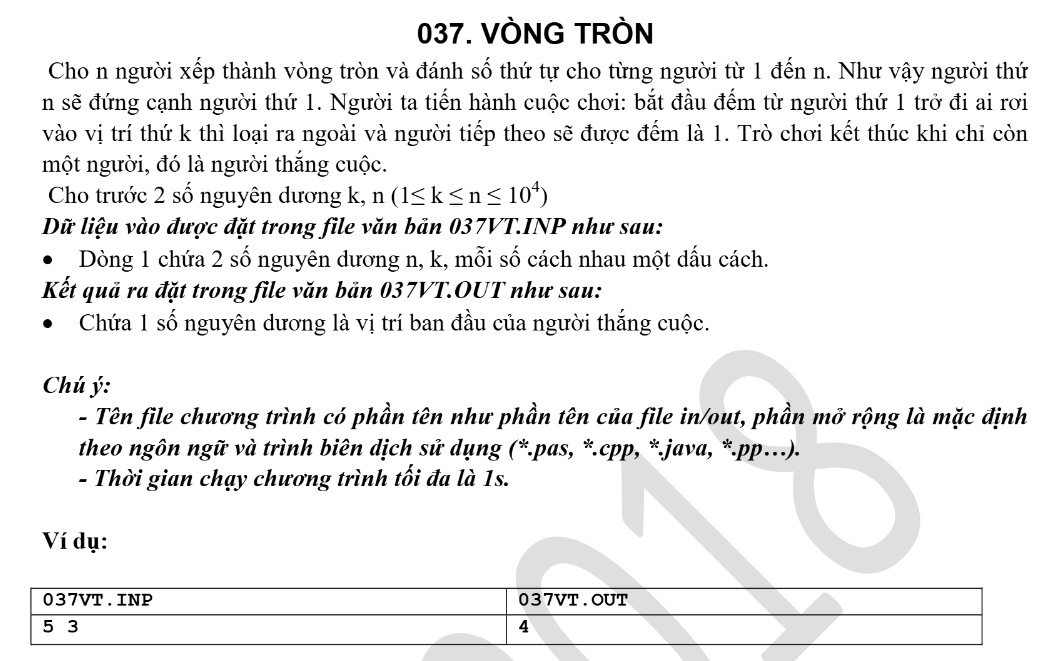 037. VÒNG TRÒN
Cho n người xếp thành vòng tròn và đánh số thứ tự cho từng người từ 1 đến n. Như vậy người thứ
n sẽ đứng cạnh người thứ 1. Người ta tiến hành cuộc chơi: bắt đầu đếm từ người thứ 1 trở đi ai rơi
vào vị trí thứ k thì loại ra ngoài và người tiếp theo sẽ được đếm là 1. Trò chơi kết thúc khi chỉ còn
một người, đó là người thắng cuộc.
Cho trước 2 số nguyên dương k, n (1≤ k ≤ n ≤ 10⁴)
Dữ liệu vào được đặt trong file văn bản 037VT.INP như sau:
• Dòng 1 chứa 2 số nguyên dương n, k, mỗi số cách nhau một dấu cách.
Kết quả ra đặt trong file văn bản 037VT.OUT như sau:
• Chứa 1 số nguyên dương là vị trí ban đầu của người thắng cuộc.
Chú ý:
- Tên file chương trình có phần tên như phần tên của file in/out, phần mở rộng là mặc định
theo ngôn ngữ và trình biên dịch sử dụng (*.pas, *.cpp, *.java, *.pp…).
- Thời gian chạy chương trình tối đa là 1s.
Ví dụ:
037VT.INP 037VT.OUT
5 3 4
2018